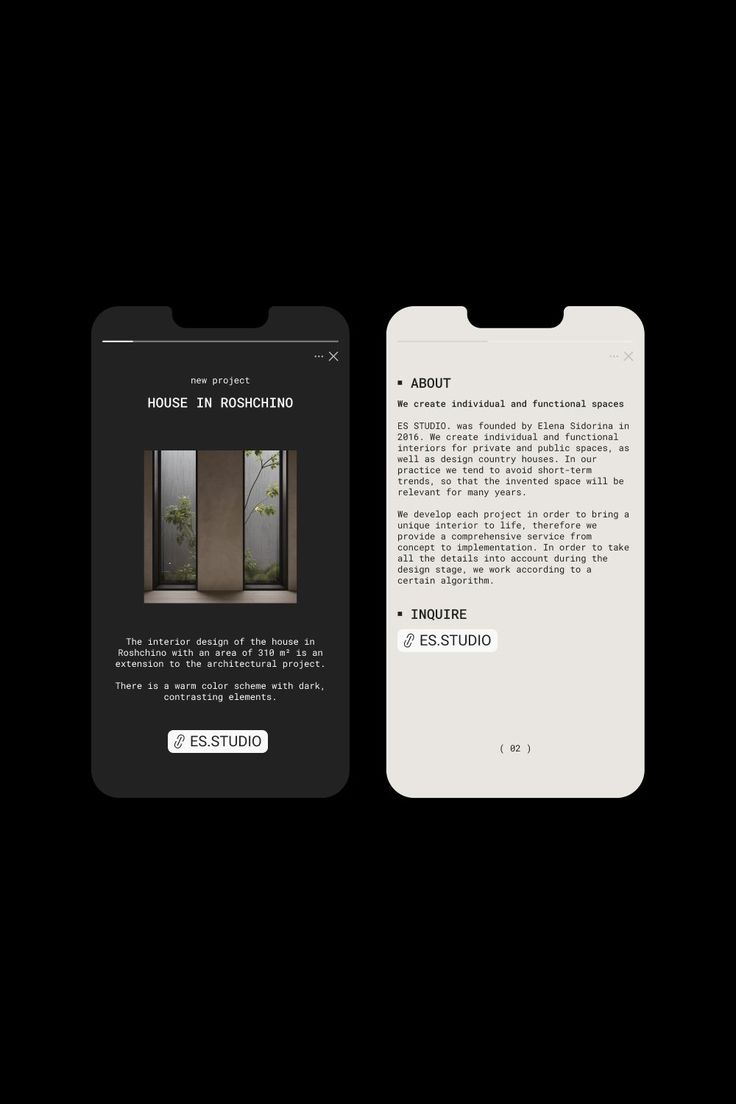 new project
HOUSE IN ROSHCHINO
The interior design of the house in
Roshchino with an area of 310 m² is an
extension to the architectural project.
There is a warm color scheme with dark,
contrasting elements.
ES.STUDIO
ABOUT
We create individual and functional spaces
ES STUDIO. was founded by Elena Sidorina in
2016. We create individual and functional
interiors for private and public spaces, as
well as design country houses. In our
practice we tend to avoid short-term
trends, so that the invented space will be
relevant for many years.
We develop each project in order to bring a
unique interior to life, therefore we
provide a comprehensive service from
concept to implementation. In order to take
all the details into account during the
design stage, we work according to a
certain algorithm.
INQUIRE
ES.STUDIO
( 02 )